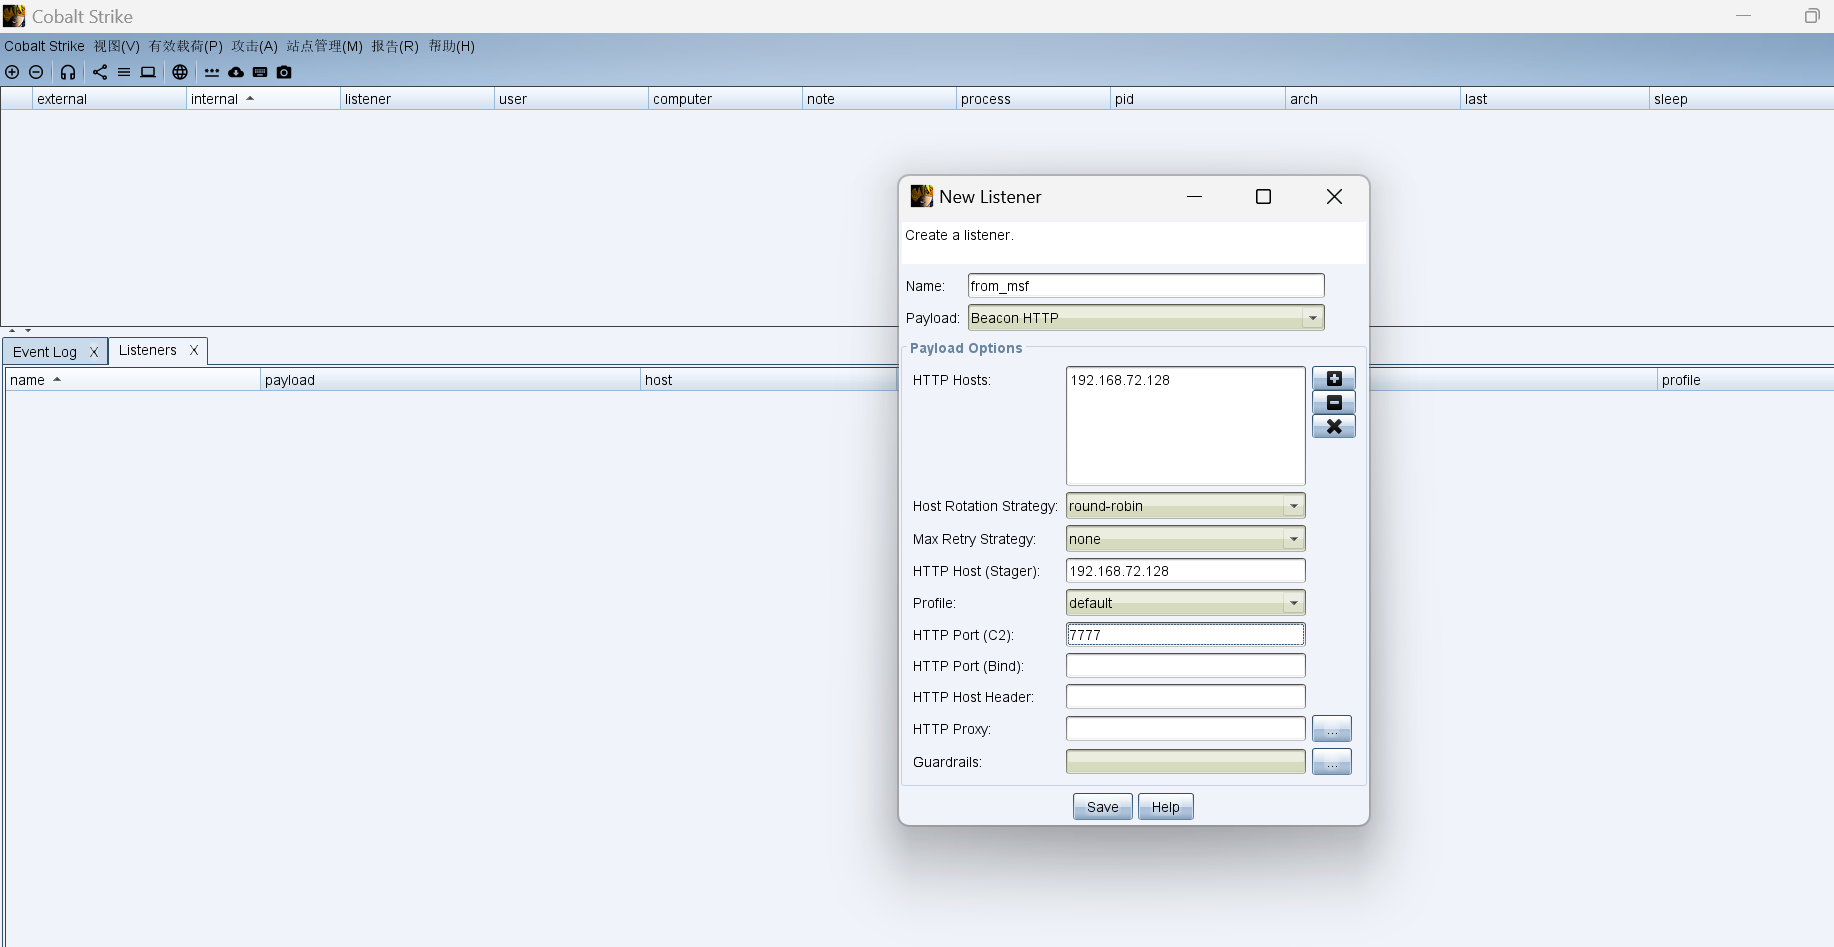 Cobalt Strike
Cobalt Strike 视图(V) 有效载荷(P) 攻击(A) 站点管理(M) 报告(R) 帮助(H)
external internal listener user computer note process pid arch last sleep
New Listener
Create a listener.
Name: from_msf
Payload: Beacon HTTP
Payload Options
Event Log X Listeners X
name payload host profile
HTTP Hosts: 192.168.72.128
Host Rotation Strategy: round-robin
Max Retry Strategy: none
HTTP Host (Stager): 192.168.72.128
Profile: default
HTTP Port (C2): 7777
HTTP Port (Bind):
HTTP Host Header:
HTTP Proxy: ...
Guardrails: ...
Save Help